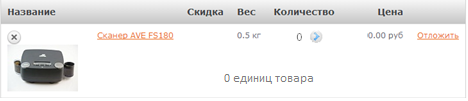 Название Скидка Вес Количество Цена
Сканер AVE FS180 0.5 кг 0 0.00 руб Отложить
0 единиц товара